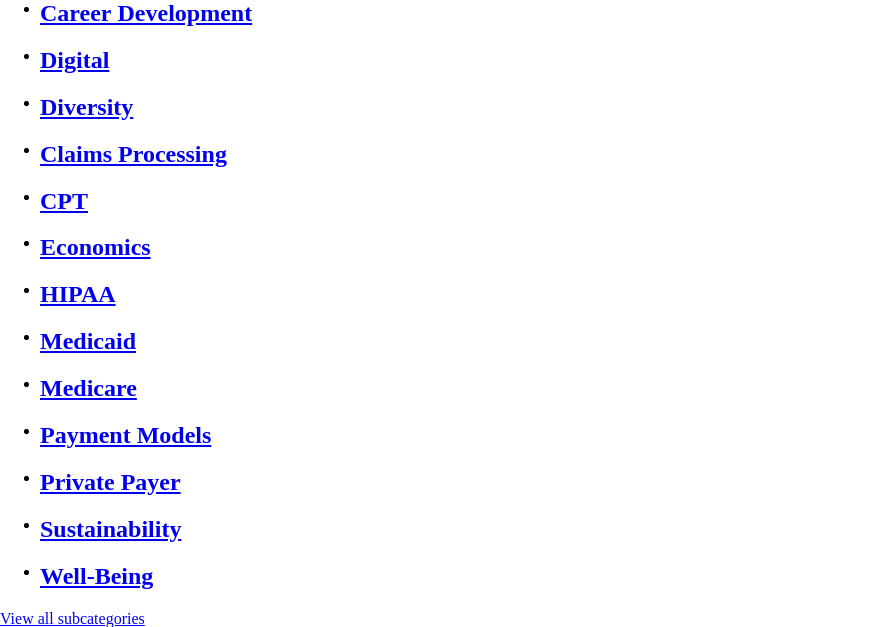 Career Development
Digital
Diversity
Claims Processing
CPT
Economics
HIPAA
Medicaid
Medicare
Payment Models
Private Payer
Sustainability
Well-Being
View all subcategories